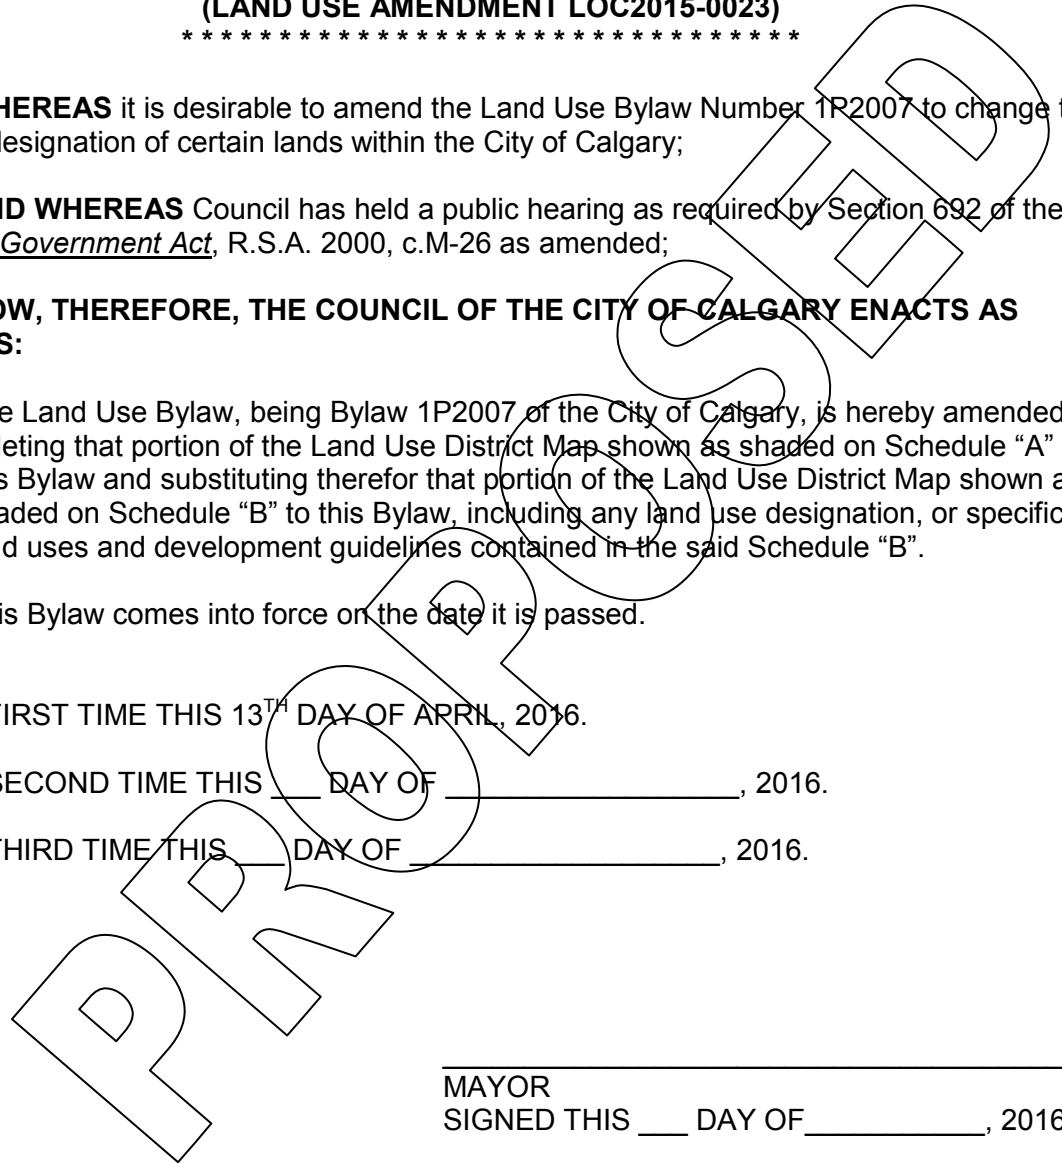 (LAND USE AMENDMENT LOC2015-0023)
* * * * * * * * * * * * * * * * * * * * * * * * * * * * * * * *
HEREAS it is desirable to amend the Land Use Bylaw Number 1P2007 to change
designation of certain lands within the City of Calgary;
ND WHEREAS Council has held a public hearing as required by Section 692 of the
Government Act, R.S.A. 2000, c.M-26 as amended;
OW, THEREFORE, THE COUNCIL OF THE CITY OF CALGARY ENACTS AS
S:
e Land Use Bylaw, being Bylaw 1P2007 of the City of Calgary, is hereby amended
leting that portion of the Land Use District Map shown as shaded on Schedule “A”
s Bylaw and substituting therefor that portion of the Land Use District Map shown a
aded on Schedule “B” to this Bylaw, including any land use designation, or specific
d uses and development guidelines contained in the said Schedule “B”.
is Bylaw comes into force on the date it is passed.
FIRST TIME THIS 13TH DAY OF APRIL, 2016.
SECOND TIME THIS ___ DAY OF __________________, 2016.
THIRD TIME THIS ___ DAY OF ___________________, 2016.
MAYOR
SIGNED THIS ___ DAY OF___________, 2016
PROPOSED